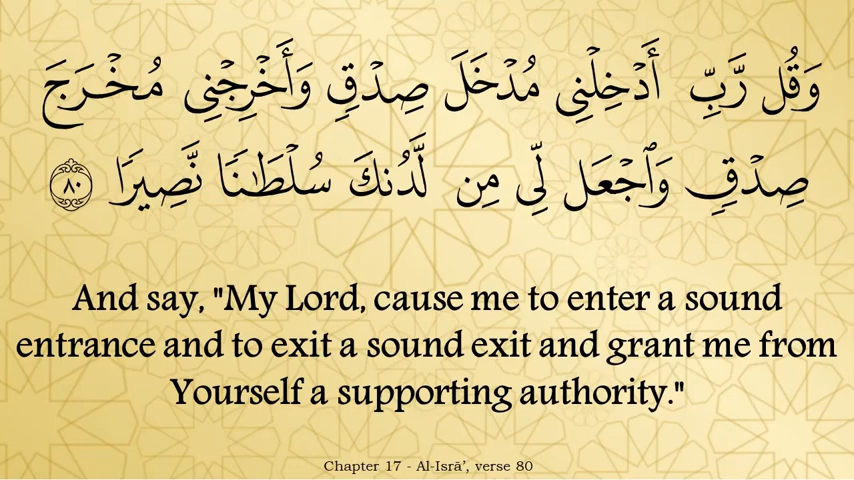 وَقُل رَّبِّ أَدْخِلْنِى مُدْخَلَ صِدْقٍ وَأَخْرِجْنِى مُخْرَجَ
صِدْقٍ وَٱجْعَل لِّى مِن لَّدُنكَ سُلْطَٰنًا نَّصِيرًا ٨٠
And say, "My Lord, cause me to enter a sound
entrance and to exit a sound exit and grant me from
Yourself a supporting authority."
Chapter 17 - Al-Isrā’, verse 80